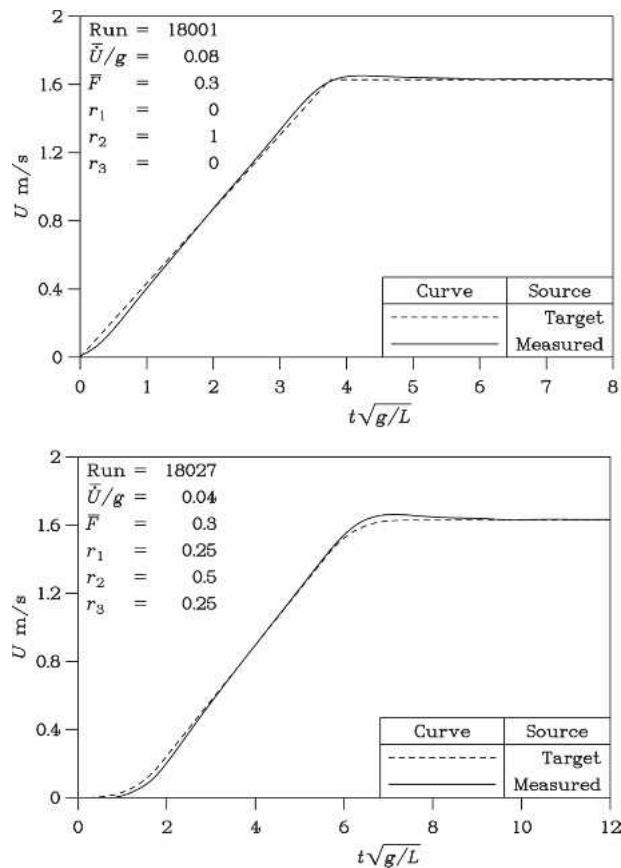 2
Run = 18001
U̇̅/g = 0.08
1.6
F̅ = 0.3
r₁ = 0
r₂ = 1
1.2
r₃ = 0
U m/s
0.8
0.4
Curve Source
Target
Measured
0
0 1 2 3 4 5 6 7 8
t√g/L
2
Run = 18027
U̇̅/g = 0.04
1.6
F̅ = 0.3
r₁ = 0.25
r₂ = 0.5
1.2
r₃ = 0.25
U m/s
0.8
0.4
Curve Source
Target
Measured
0
0 2 4 6 8 10 12
t√g/L